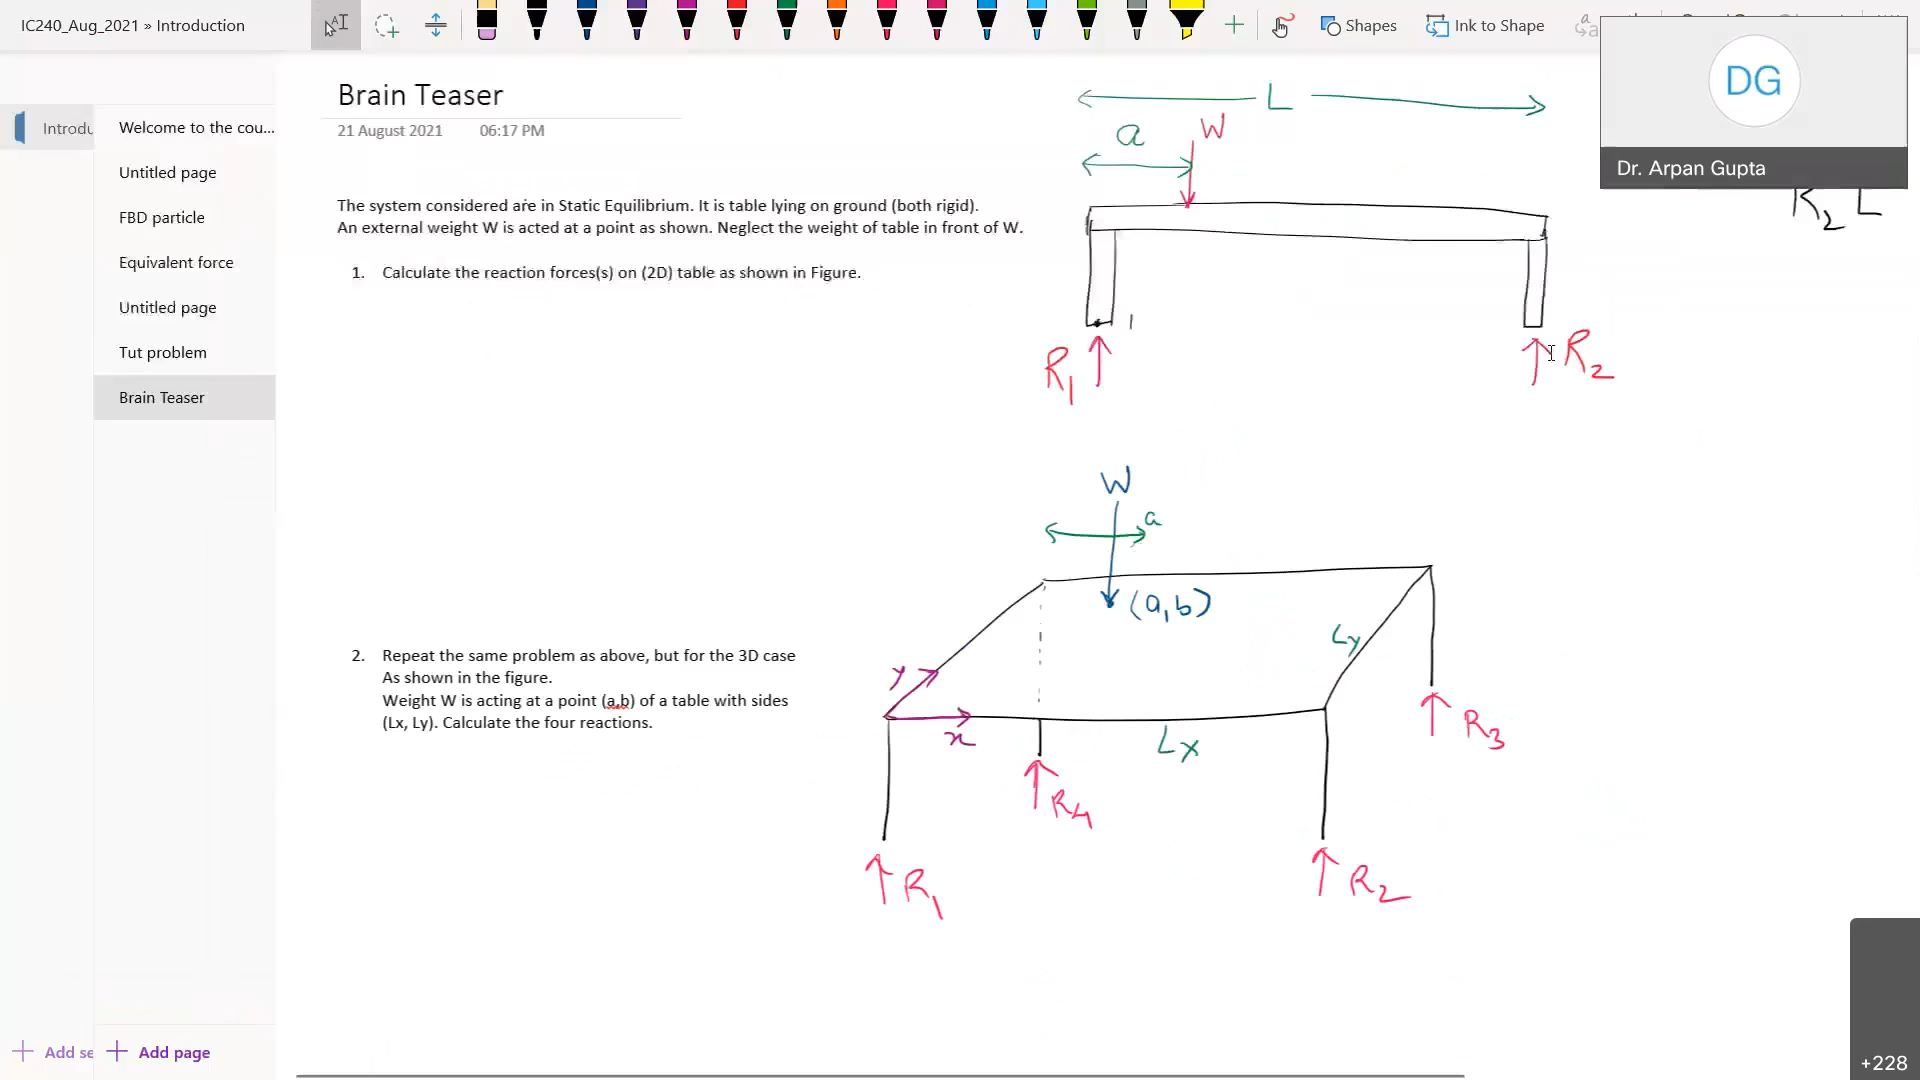 IC240_Aug_2021 » Introduction
Shapes
Ink to Shape
DG
Dr. Arpan Gupta
Introdu
Welcome to the cou...
Untitled page
FBD particle
Equivalent force
Untitled page
Tut problem
Brain Teaser
Add se
Add page
Brain Teaser
21 August 2021 06:17 PM
The system considered are in Static Equilibrium. It is table lying on ground (both rigid).
An external weight W is acted at a point as shown. Neglect the weight of table in front of W.
1. Calculate the reaction forces(s) on (2D) table as shown in Figure.
L
a
W
R1
R2
R2 L
2. Repeat the same problem as above, but for the 3D case
As shown in the figure.
Weight W is acting at a point (a,b) of a table with sides
(Lx, Ly). Calculate the four reactions.
W
a
(a,b)
Ly
y
x
Lx
R3
R4
R1
R2
+228